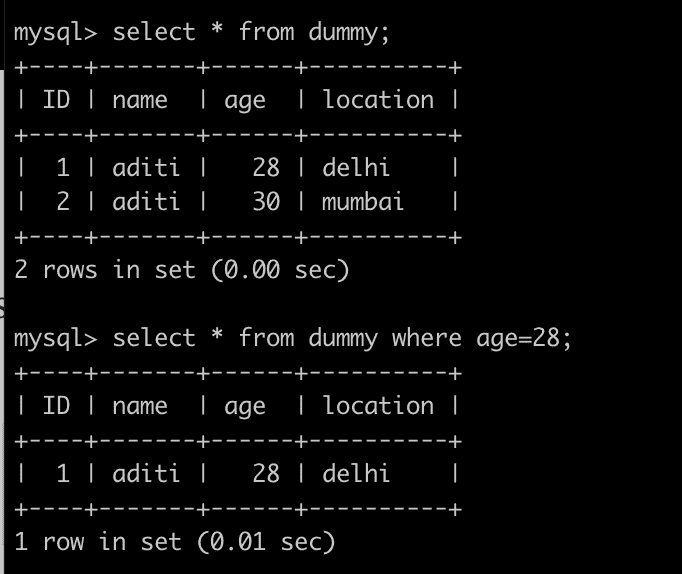 mysql> select * from dummy;
+----+-------+------+----------+
| ID | name  | age  | location |
+----+-------+------+----------+
|  1 | aditi |   28 | delhi    |
|  2 | aditi |   30 | mumbai   |
+----+-------+------+----------+
2 rows in set (0.00 sec)
mysql> select * from dummy where age=28;
+----+-------+------+----------+
| ID | name  | age  | location |
+----+-------+------+----------+
|  1 | aditi |   28 | delhi    |
+----+-------+------+----------+
1 row in set (0.01 sec)